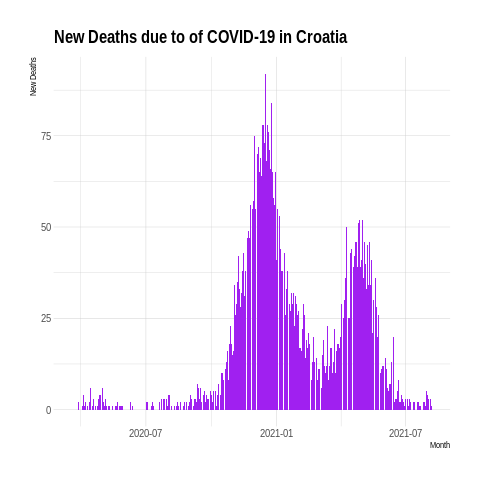 New Deaths due to of COVID-19 in Croatia
New Deaths
75
50
25
0
2020-07
2021-01
2021-07
Month